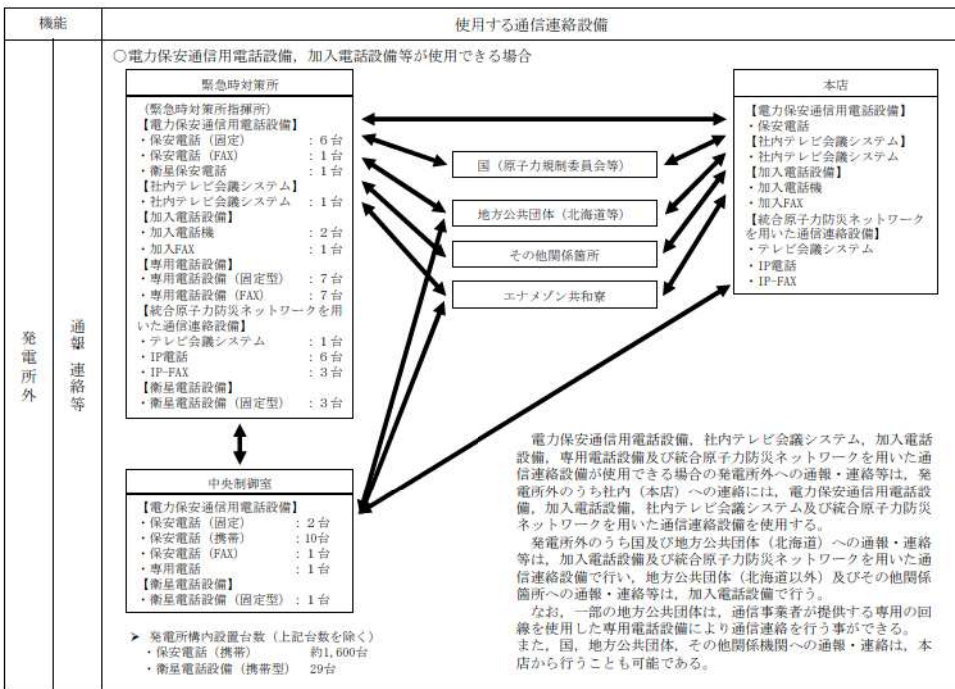 機能
使用する通信連絡設備
発電所外
通報・連絡等
○電力保安通信用電話設備，加入電話設備等が使用できる場合
緊急時対策所
(緊急時対策所指揮所)
【電力保安通信用電話設備】
・保安電話（固定） ：6台
・保安電話（FAX） ：1台
・衛星保安電話 ：1台
【社内テレビ会議システム】
・社内テレビ会議システム ：1台
【加入電話設備】
・加入電話機 ：2台
・加入FAX ：1台
【専用電話設備】
・専用電話設備（固定型） ：7台
・専用電話設備（FAX） ：7台
【統合原子力防災ネットワークを用
いた通信連絡設備】
・テレビ会議システム ：1台
・IP電話 ：6台
・IP-FAX ：3台
【衛星電話設備】
・衛星電話設備（固定型） ：3台
国（原子力規制委員会等）
地方公共団体（北海道等）
その他関係箇所
エナメゾン共和寮
本店
【電力保安通信用電話設備】
・保安電話
【社内テレビ会議システム】
・社内テレビ会議システム
【加入電話設備】
・加入電話機
・加入FAX
【統合原子力防災ネットワーク
を用いた通信連絡設備】
・テレビ会議システム
・IP電話
・IP-FAX
中央制御室
【電力保安通信用電話設備】
・保安電話（固定） ：2台
・保安電話（携帯） ：10台
・保安電話（FAX） ：1台
・専用電話 ：1台
【衛星電話設備】
・衛星電話設備（固定型）：1台
➤ 発電所構内設置台数（上記台数を除く）
・保安電話（携帯） 約1,600台
・衛星電話設備（携帯型） 29台
電力保安通信用電話設備，社内テレビ会議システム，加入電話
設備，専用電話設備及び統合原子力防災ネットワークを用いた通
信連絡設備が使用できる場合の発電所外への通報・連絡等は，発
電所外のうち社内（本店）への連絡には，電力保安通信用電話設
備，加入電話設備，社内テレビ会議システム及び統合原子力防災
ネットワークを用いた通信連絡設備を使用する。
発電所外のうち国及び地方公共団体（北海道）への通報・連絡
等は，加入電話設備及び統合原子力防災ネットワークを用いた通
信連絡設備で行い，地方公共団体（北海道以外）及びその他関係
箇所への通報・連絡等は，加入電話設備で行う。
なお，一部の地方公共団体は，通信事業者が提供する専用の回
線を使用した専用電話設備により通信連絡を行う事ができる。
また，国，地方公共団体，その他関係機関への通報・連絡は，本
店から行うことも可能である。